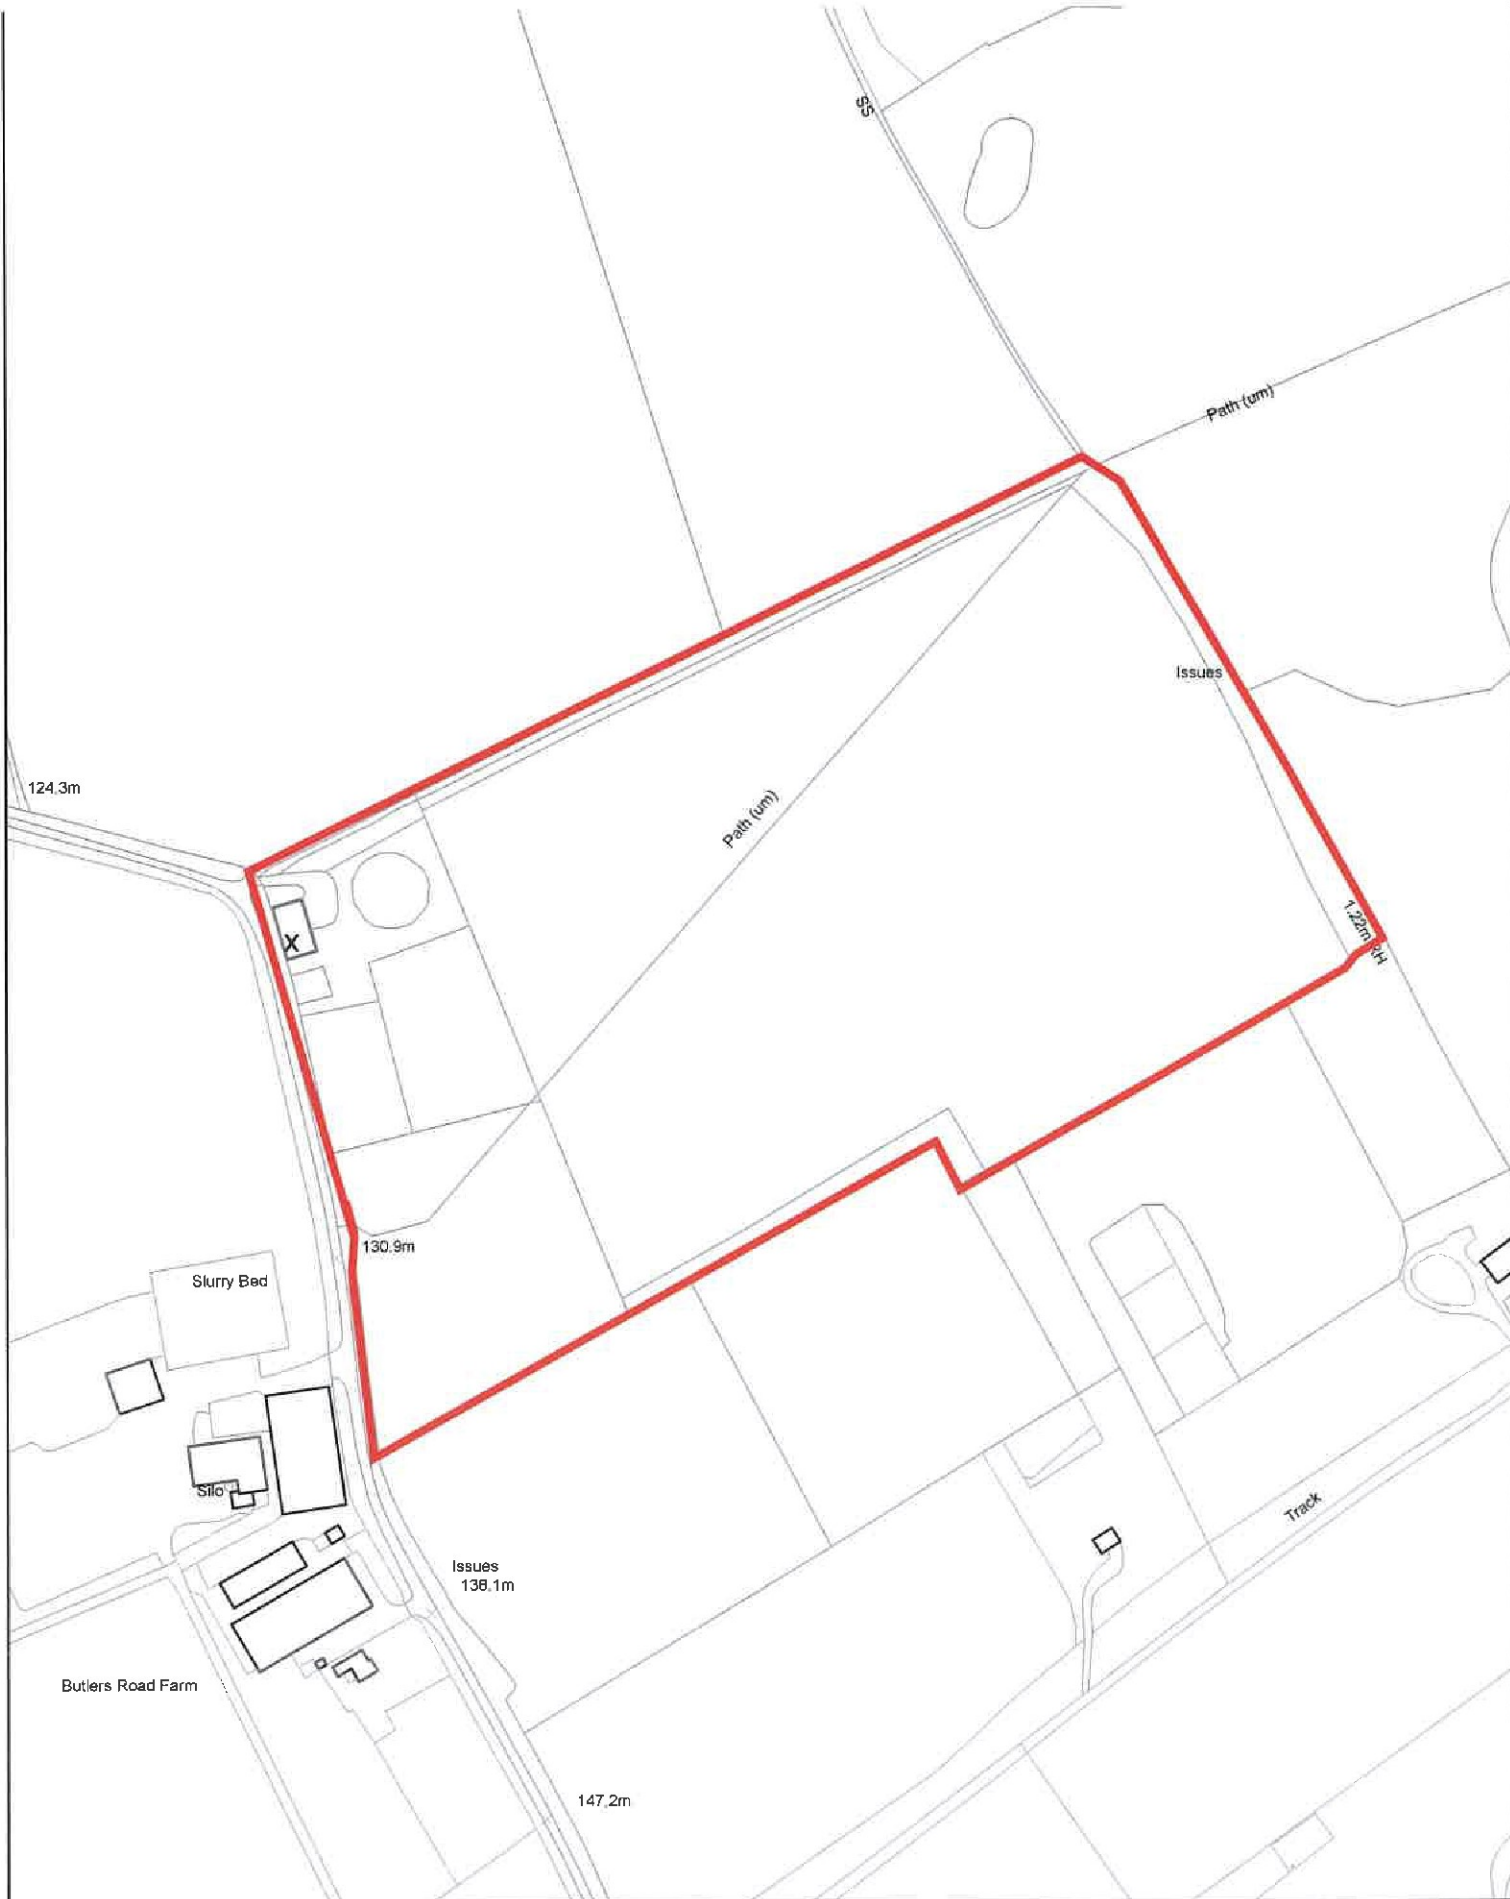 SS
Path (um)
Issues
124.3m
Path (um)
1.22m RH
X
130.9m
Slurry Bed
Silo
Track
Issues
138.1m
Butlers Road Farm
147.2m